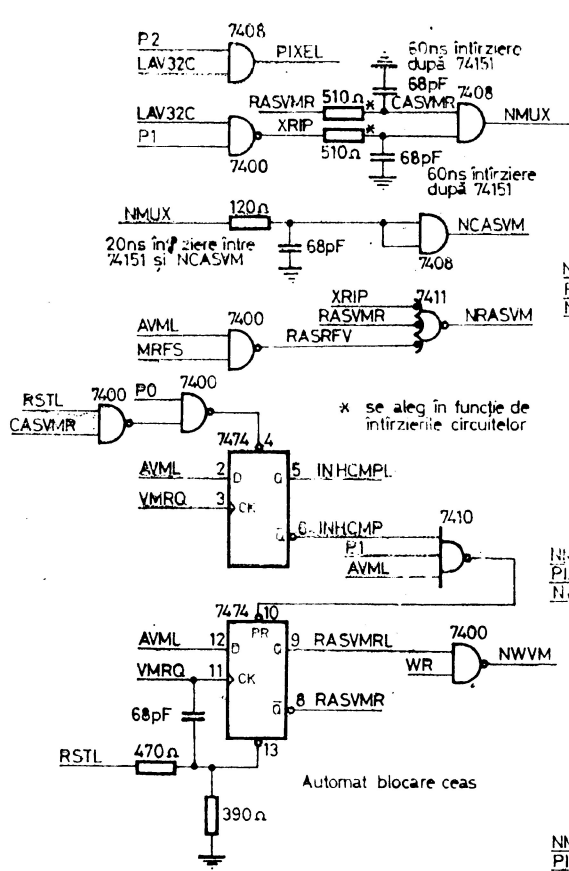 7408
P2
LAV32C
PIXEL
60ns întîrziere
după 74151
68pF
7408
LAV32C
P1
7400
RASVMR
510Ω
*
CASVMR
NMUX
XRIP
510Ω
*
68pF
60ns întîrziere
după 74151
NMUX
120Ω
68pF
NCASVM
7408
20ns într ziere între
74151 și NCASVM
XRIP
7411
RASVMR
NRASVM
AVML
MRFS
7400
RASRFV
RSTL
CASVMR
7400
P0
7400
* se aleg în funcție de
întîrzierile circuitelor
7474
4
AVML
2
D
Q
5
INHCMPL
VMRQ
3
CK
Q
6
INHCMP
P1
AVML
7410
7474
10
PR
AVML
12
D
Q
9
RASVMRL
7400
WR
NWVM
VMRQ
11
CK
Q
8
RASVMR
68pF
13
RSTL
470Ω
390Ω
Automat blocare ceas
NM
PI